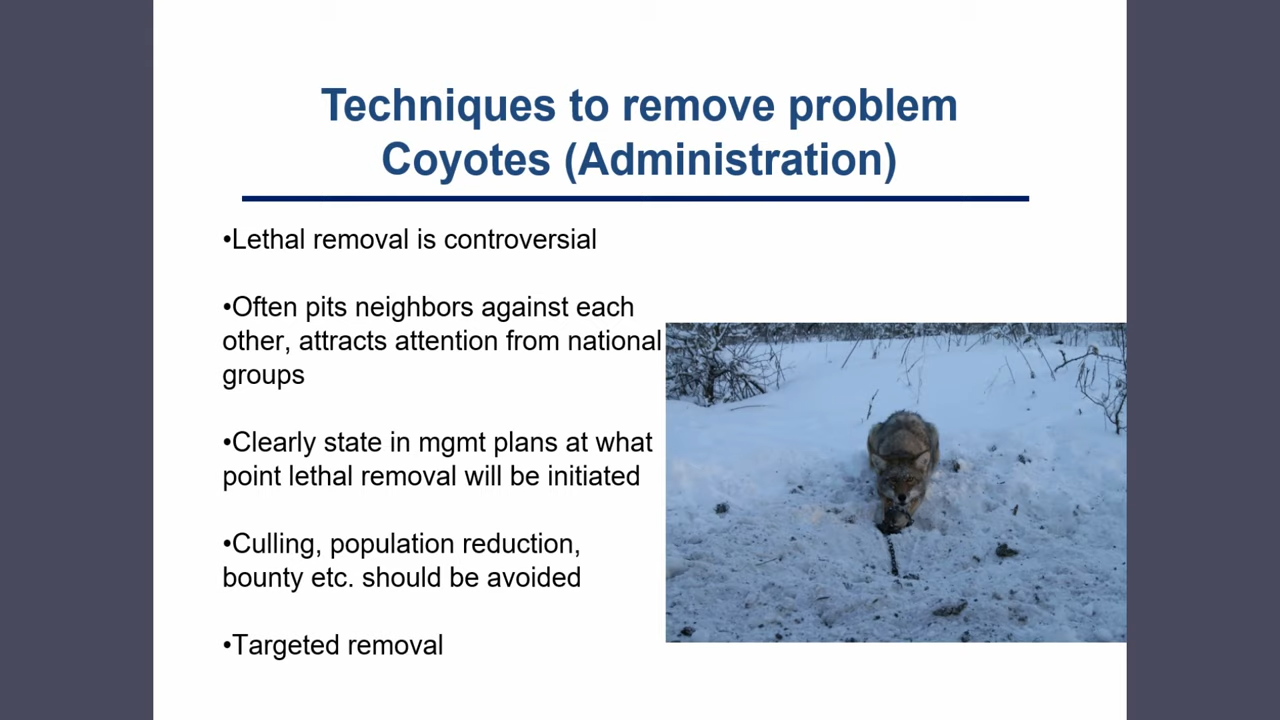 Techniques to remove problem
Coyotes (Administration)
•Lethal removal is controversial
•Often pits neighbors against each
other, attracts attention from national
groups
•Clearly state in mgmt plans at what
point lethal removal will be initiated
•Culling, population reduction,
bounty etc. should be avoided
•Targeted removal